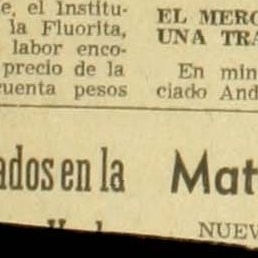 e, el Institu-
la Fluorita,
labor enco-
precio de la
cuenta pesos
EL MERC
UNA TRA
En min
ciado And
ados en la
Mat
NUEV